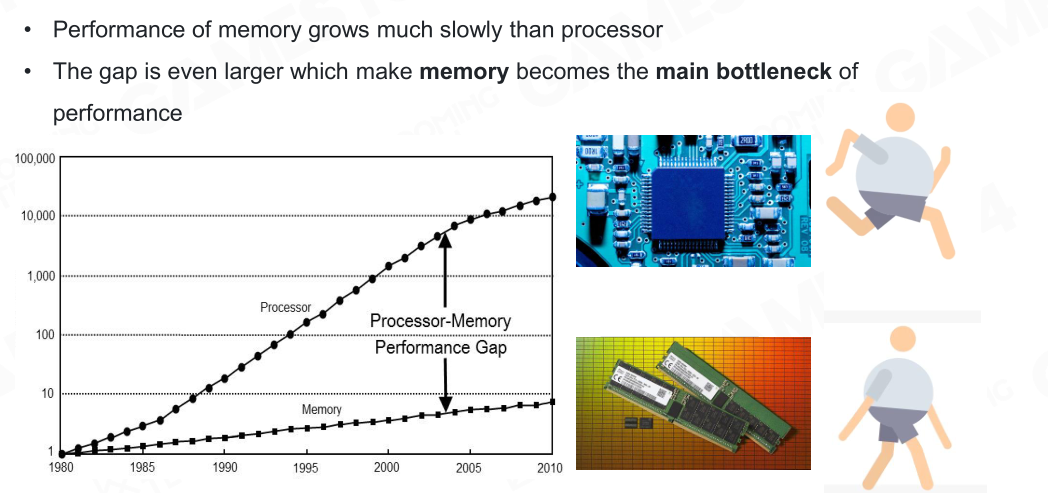 • Performance of memory grows much slowly than processor
• The gap is even larger which make memory becomes the main bottleneck of
performance
100,000
10,000
1,000
100
10
1
Processor
Processor-Memory
Performance Gap
Memory
1980 1985 1990 1995 2000 2005 2010